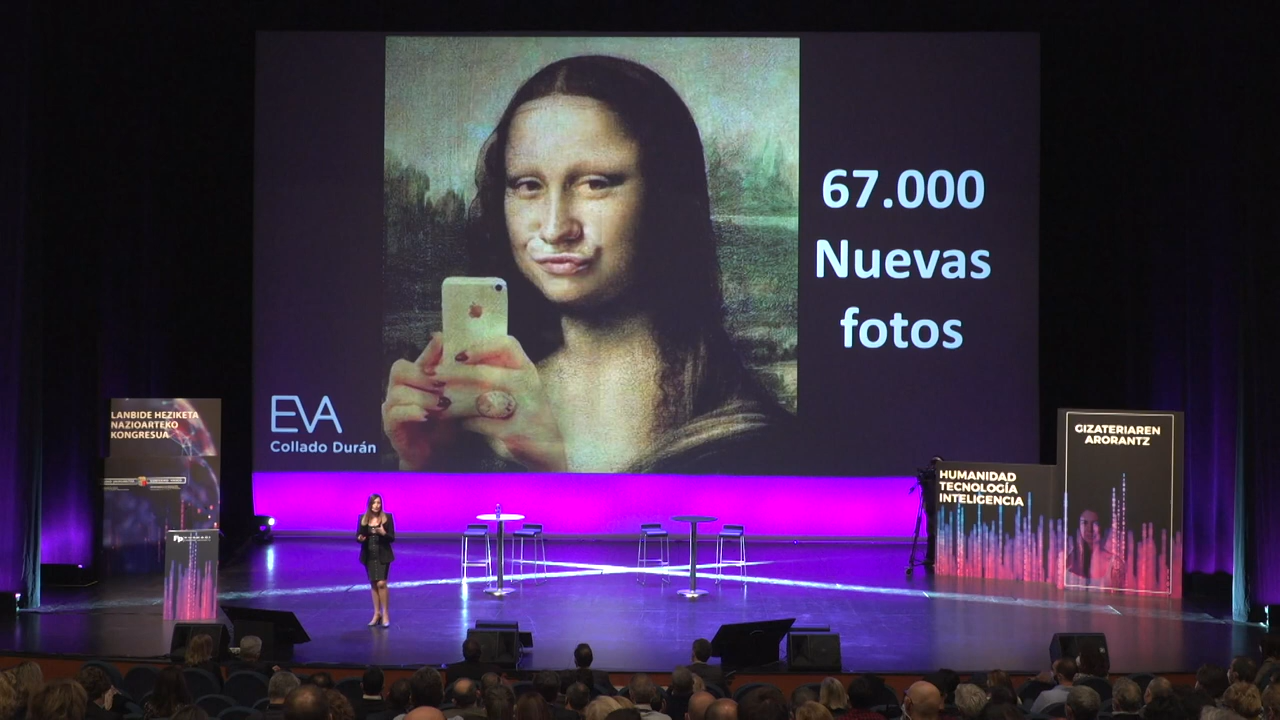 67.000
Nuevas
fotos
EVA
Collado Durán
LANBIDE HEZIKETA
NAZIOARTEKO
KONGRESUA
HUMANIDAD
TECNOLOGÍA
INTELIGENCIA
GIZATERIAREN
ARORANTZ